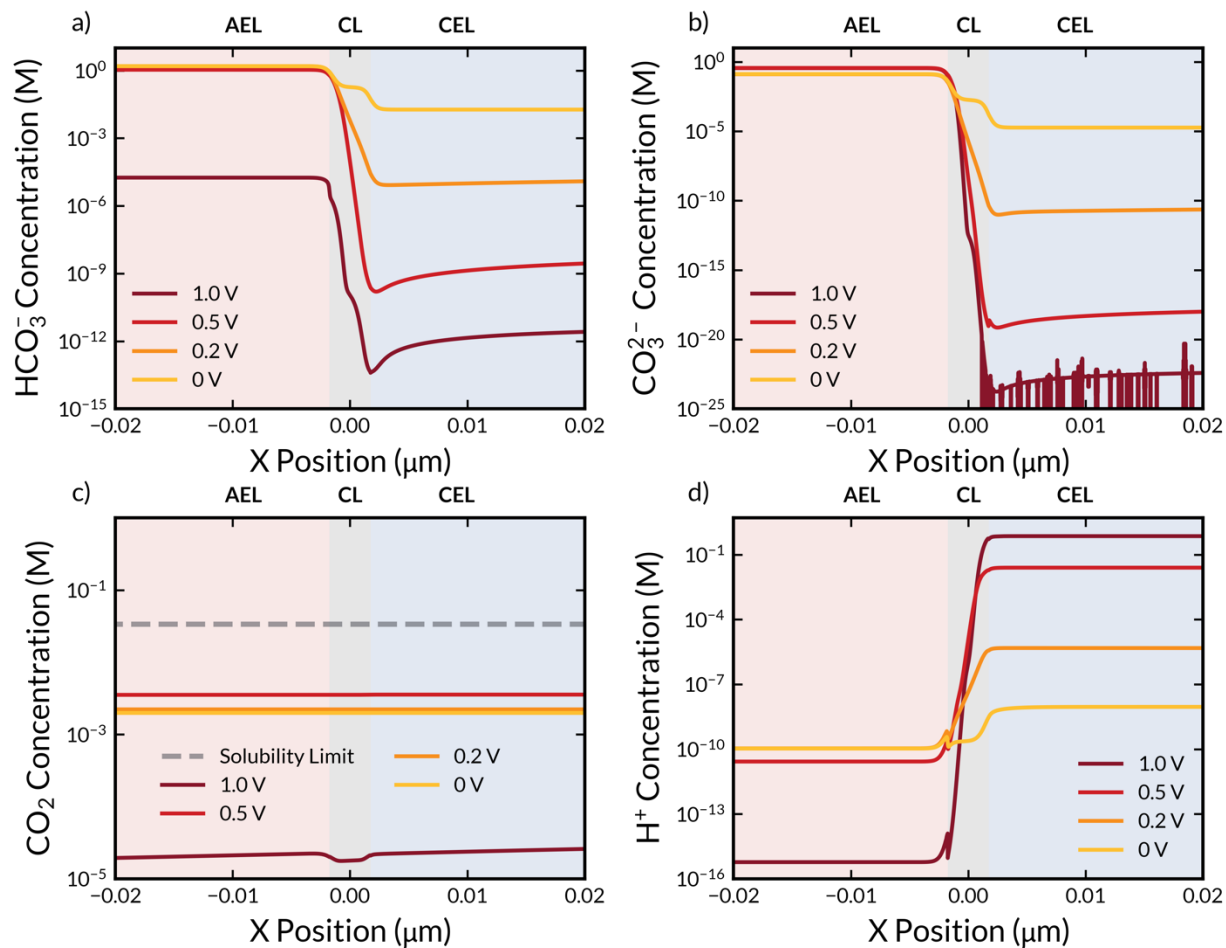 a)
AEL CL CEL
HCO₃⁻ Concentration (M)
10⁰
10⁻³
10⁻⁶
10⁻⁹
10⁻¹²
10⁻¹⁵
1.0 V
0.5 V
0.2 V
0 V
−0.02 −0.01 0.00 0.01 0.02
X Position (μm)
b)
AEL CL CEL
CO₃²⁻ Concentration (M)
10⁰
10⁻⁵
10⁻¹⁰
10⁻¹⁵
10⁻²⁰
10⁻²⁵
1.0 V
0.5 V
0.2 V
0 V
−0.02 −0.01 0.00 0.01 0.02
X Position (μm)
c)
AEL CL CEL
CO₂ Concentration (M)
10⁻¹
10⁻³
10⁻⁵
Solubility Limit
1.0 V
0.5 V
0.2 V
0 V
−0.02 −0.01 0.00 0.01 0.02
X Position (μm)
d)
AEL CL CEL
H⁺ Concentration (M)
10⁻¹
10⁻⁴
10⁻⁷
10⁻¹⁰
10⁻¹³
10⁻¹⁶
1.0 V
0.5 V
0.2 V
0 V
−0.02 −0.01 0.00 0.01 0.02
X Position (μm)